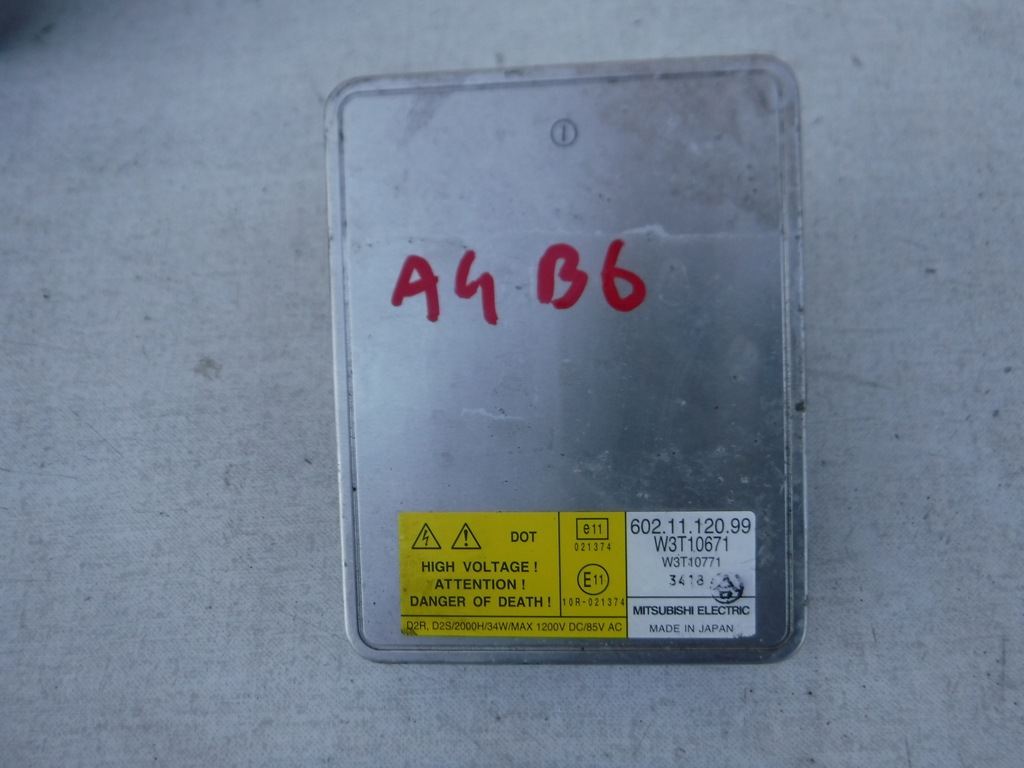 A4 B6
DOT
HIGH VOLTAGE !
ATTENTION !
DANGER OF DEATH !
D2R, D2S/2000H/34W/MAX 1200V DC/85V AC
e11
021374
E11
10R-021374
602.11.120.99
W3T10671
W3T10771
MITSUBISHI ELECTRIC
MADE IN JAPAN